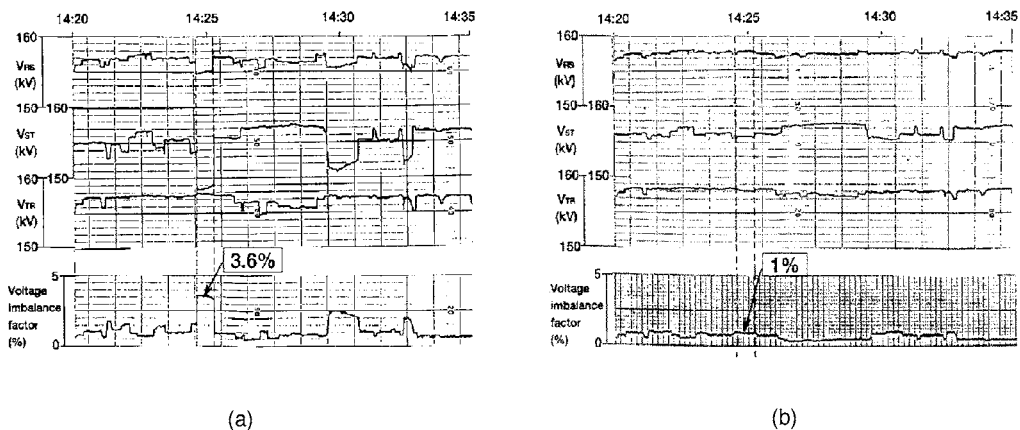 14:20 14:25 14:30 14:35
160
VRS
(kV)
150 160
VST
(kV)
160 150
VTR
(kV)
150
3.6%
5
Voltage
imbalance
factor
(%)
0
(a)
14:20 14:25 14:30 14:35
160
VRS
(kV)
150 160
VST
(kV)
160 150
VTR
(kV)
150
1%
5
Voltage
imbalance
factor
(%)
0
(b)